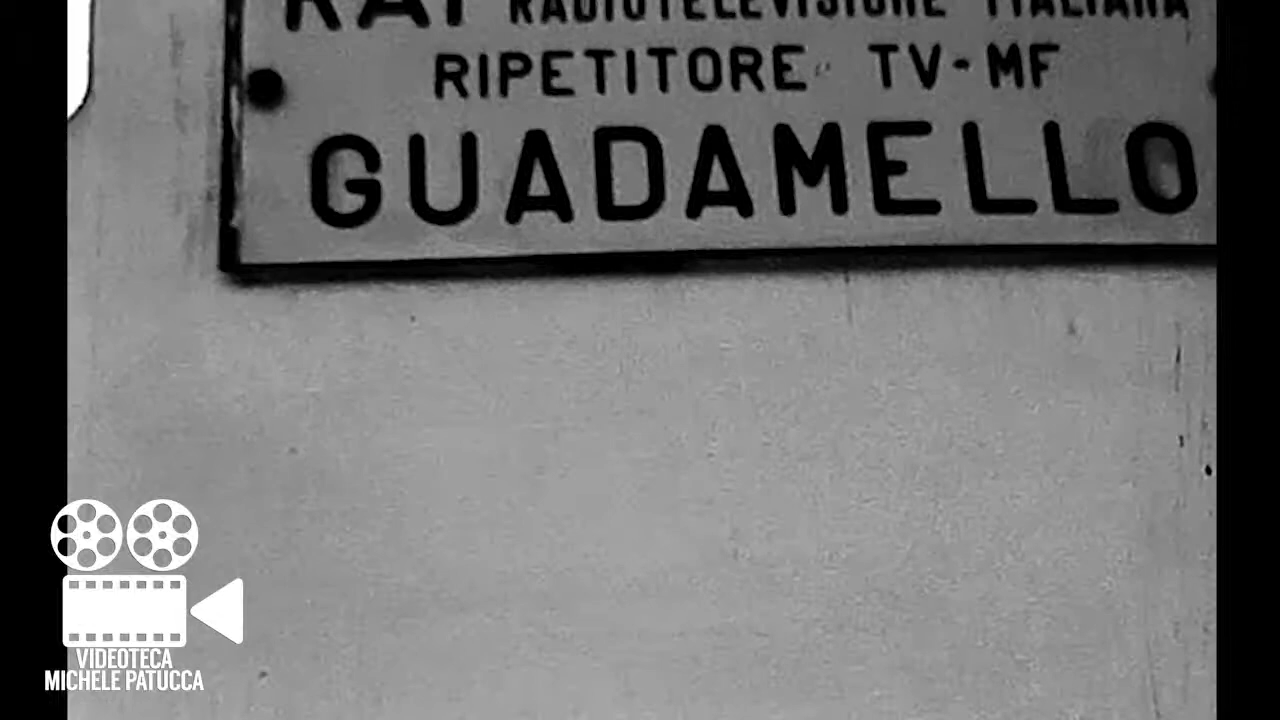 RAI RADIOTELEVISIONE ITALIANA
RIPETITORE TV-MF
GUADAMELLO
VIDEOTECA
MICHELE PATUCCA